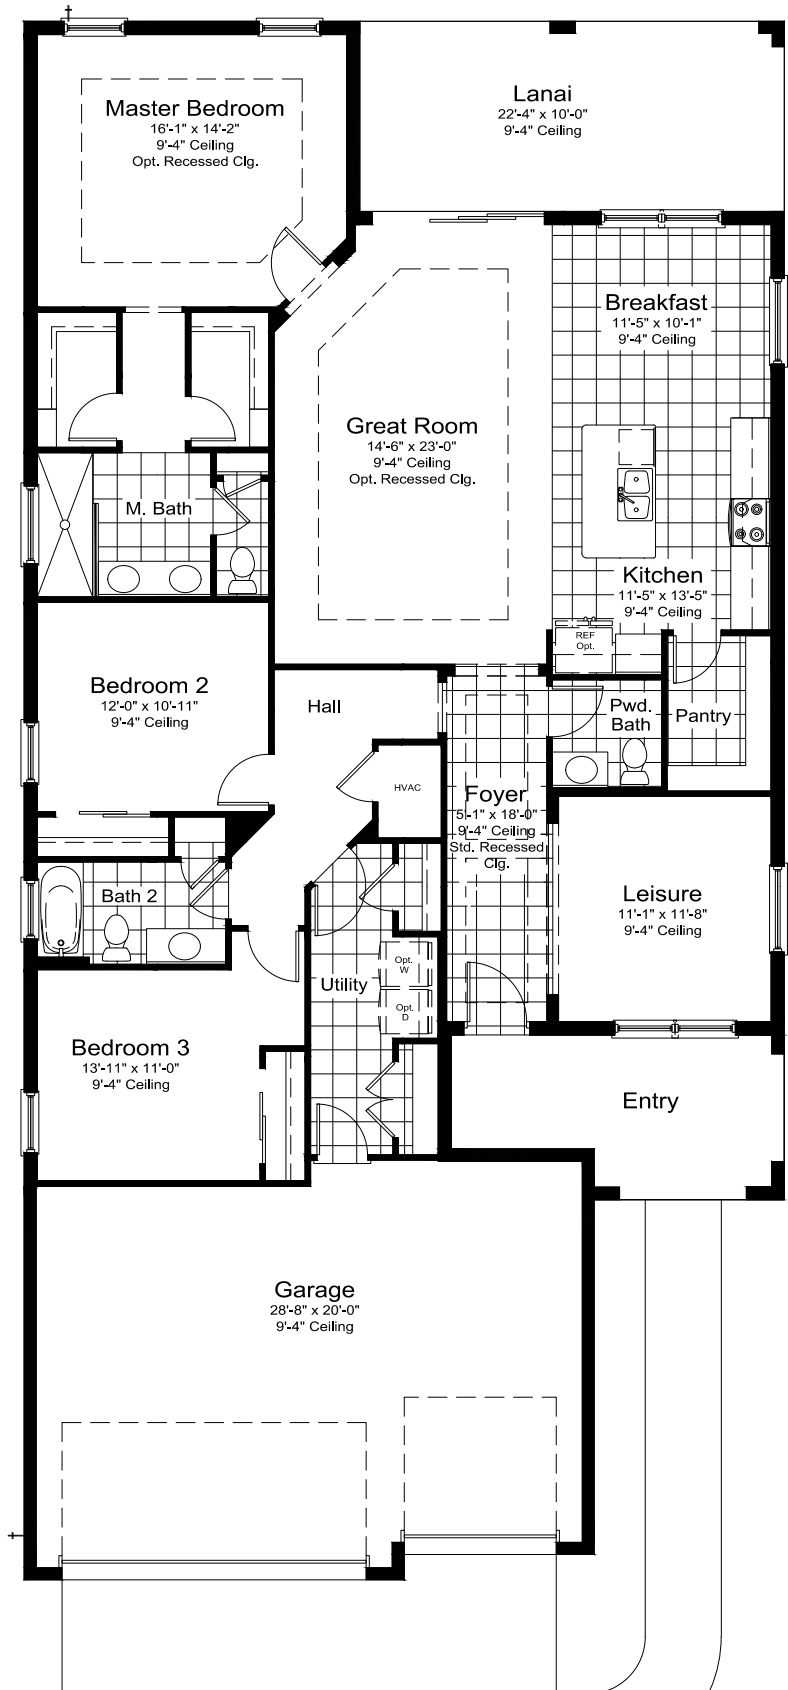 Master Bedroom
16'-1" x 14'-2"
9'-4" Ceiling
Opt. Recessed Clg.
Lanai
22'-4" x 10'-0"
9'-4" Ceiling
Breakfast
11'-5" x 10'-1"
9'-4" Ceiling
Great Room
14'-6" x 23'-0"
9'-4" Ceiling
Opt. Recessed Clg.
M. Bath
Kitchen
11'-5" x 13'-5"
9'-4" Ceiling
REF
Opt.
Bedroom 2
12'-0" x 10'-11"
9'-4" Ceiling
Hall
Pwd.
Bath
Pantry
HVAC
Foyer
5'-1" x 18'-0"
9'-4" Ceiling
Std. Recessed
Clg.
Bath 2
Leisure
11'-1" x 11'-8"
9'-4" Ceiling
Utility
Opt.
W
Opt.
D
Bedroom 3
13'-11" x 11'-0"
9'-4" Ceiling
Entry
Garage
28'-8" x 20'-0"
9'-4" Ceiling